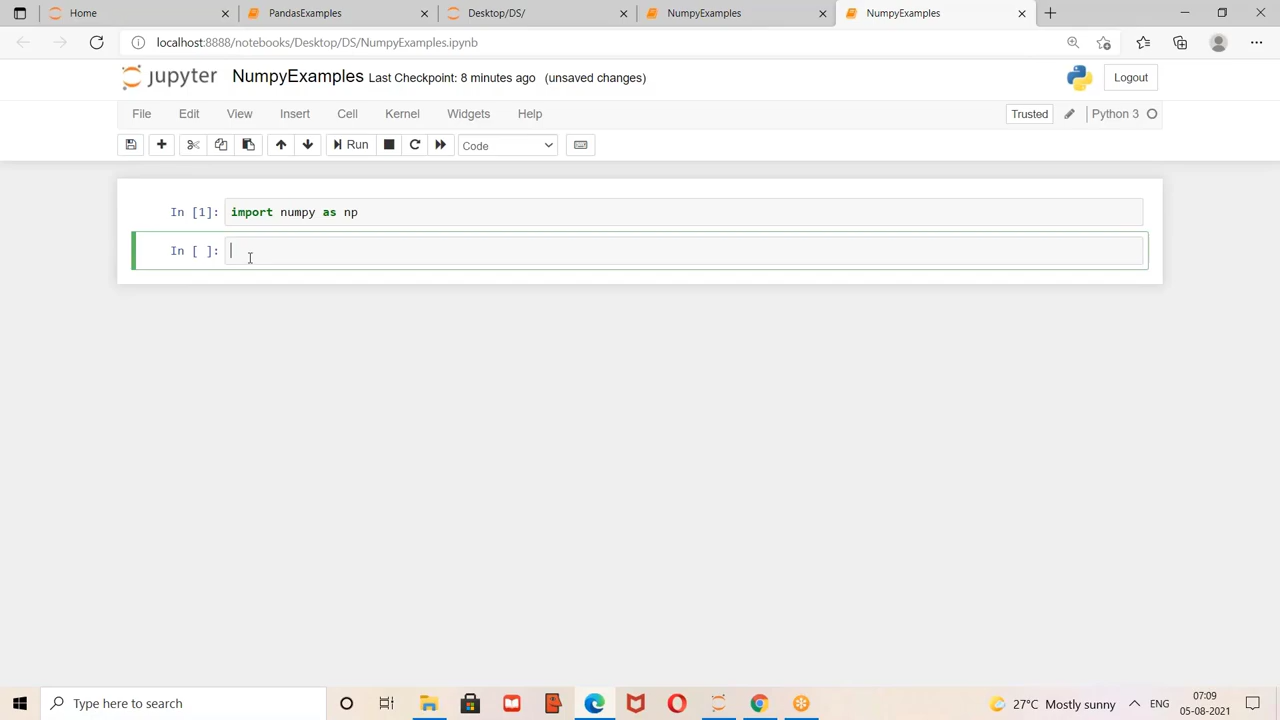 Home
PandasExamples
Desktop/DS/
NumpyExamples
NumpyExamples
localhost:8888/notebooks/Desktop/DS/NumpyExamples.ipynb
jupyter NumpyExamples Last Checkpoint: 8 minutes ago (unsaved changes)
Logout
File Edit View Insert Cell Kernel Widgets Help
Trusted
Python 3
Run
Code
In [1]: import numpy as np
In [ ]:
Type here to search
27°C Mostly sunny
ENG
07:09
05-08-2021